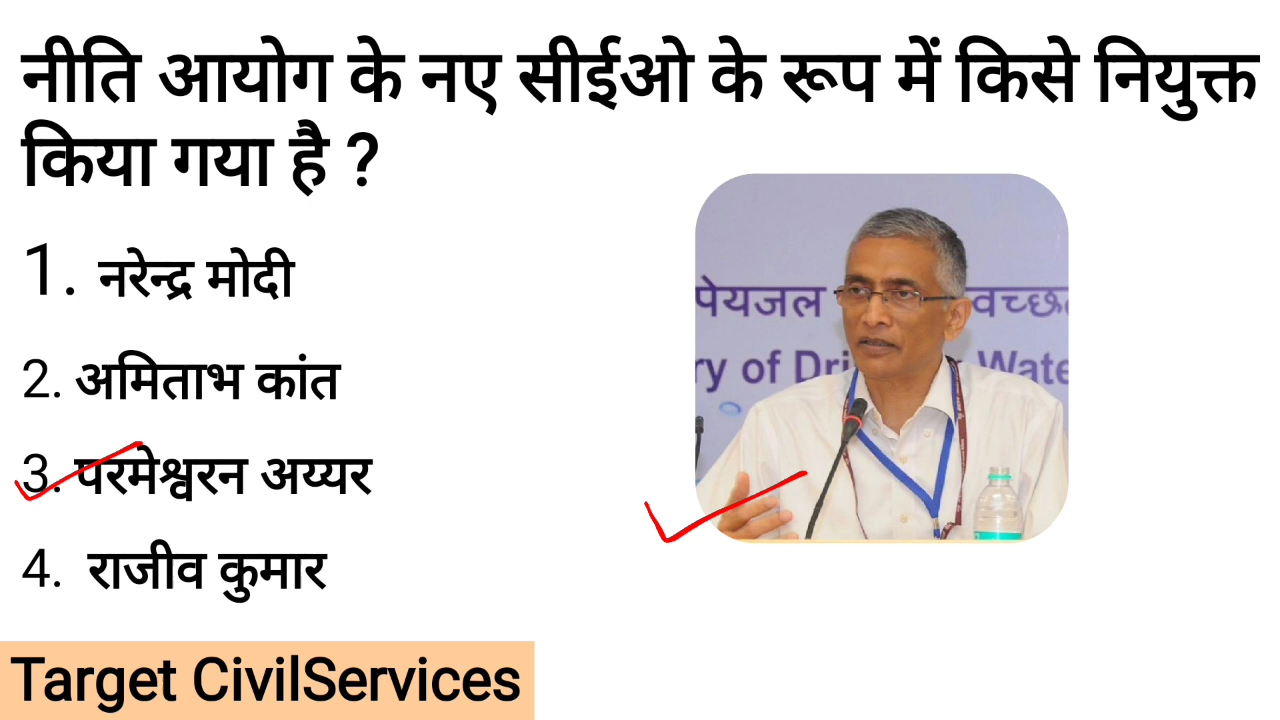 नीति आयोग के नए सीईओ के रूप में किसे नियुक्त
किया गया है ?
1. नरेन्द्र मोदी
2. अमिताभ कांत
3. परमेश्वरन अय्यर
4. राजीव कुमार
पेयजल वच्छ
ry of Dri Wate
Target CivilServices